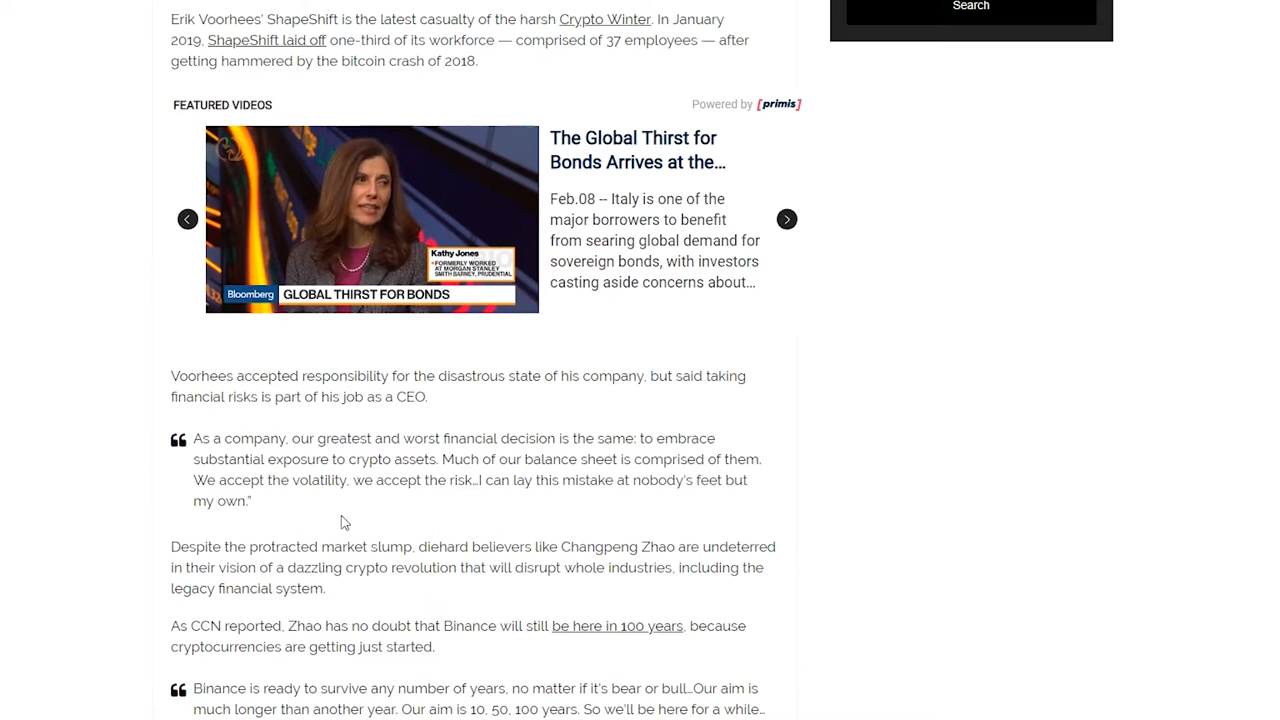 Search
Erik Voorhees' ShapeShift is the latest casualty of the harsh Crypto Winter. In January
2019, ShapeShift laid off one-third of its workforce — comprised of 37 employees — after
getting hammered by the bitcoin crash of 2018.
FEATURED VIDEOS
Powered by [primis]
The Global Thirst for
Bonds Arrives at the...
Feb.08 -- Italy is one of the
major borrowers to benefit
from searing global demand for
sovereign bonds, with investors
casting aside concerns about...
Kathy Jones
FORMERLY WORKED
AT MORGAN STANLEY
SMITH BARNEY, PRUDENTIAL
Bloomberg
GLOBAL THIRST FOR BONDS
Voorhees accepted responsibility for the disastrous state of his company, but said taking
financial risks is part of his job as a CEO.
As a company, our greatest and worst financial decision is the same: to embrace
substantial exposure to crypto assets. Much of our balance sheet is comprised of them.
We accept the volatility, we accept the risk…I can lay this mistake at nobody's feet but
my own."
Despite the protracted market slump, diehard believers like Changpeng Zhao are undeterred
in their vision of a dazzling crypto revolution that will disrupt whole industries, including the
legacy financial system.
As CCN reported, Zhao has no doubt that Binance will still be here in 100 years, because
cryptocurrencies are getting just started.
Binance is ready to survive any number of years, no matter if it's bear or bull…Our aim is
much longer than another year. Our aim is 10, 50, 100 years. So we'll be here for a while…